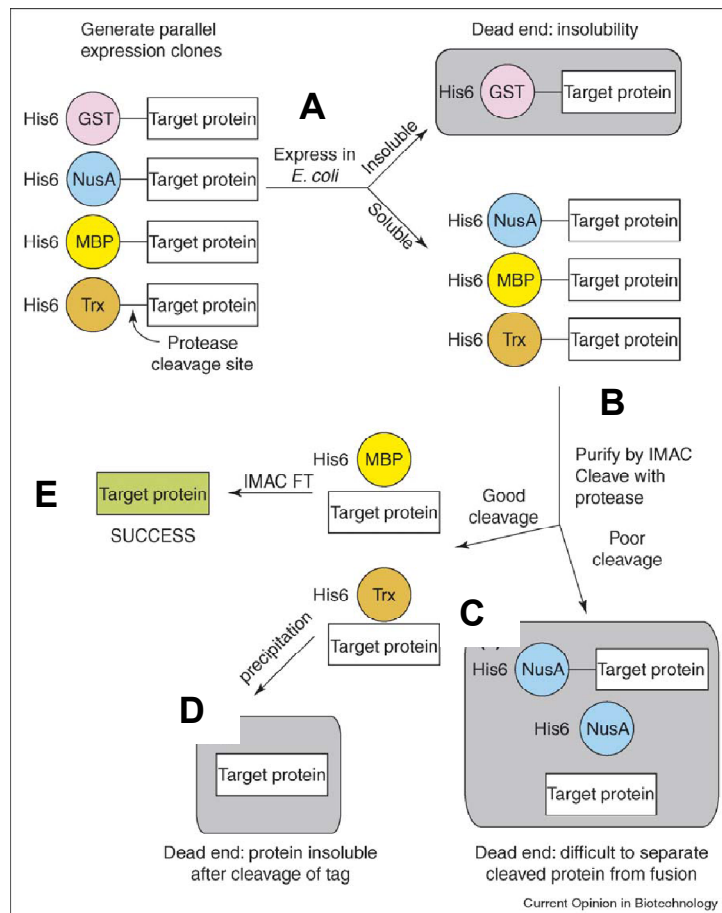 Generate parallel
expression clones
Dead end: insolubility
His6 GST Target protein
A
His6 GST Target protein
His6 NusA Target protein
Express in
E. coli
Insoluble
Soluble
His6 MBP Target protein
His6 Trx Target protein
Protease
cleavage site
His6 NusA Target protein
His6 MBP Target protein
His6 Trx Target protein
B
Purify by IMAC
Cleave with
protease
Good
cleavage
Poor
cleavage
His6 MBP
Target protein
IMAC FT
E
Target protein
SUCCESS
His6 Trx
Target protein
precipitation
D
Target protein
Dead end: protein insoluble
after cleavage of tag
C
His6 NusA Target protein
His6 NusA
Target protein
Dead end: difficult to separate
cleaved protein from fusion
Current Opinion in Biotechnology